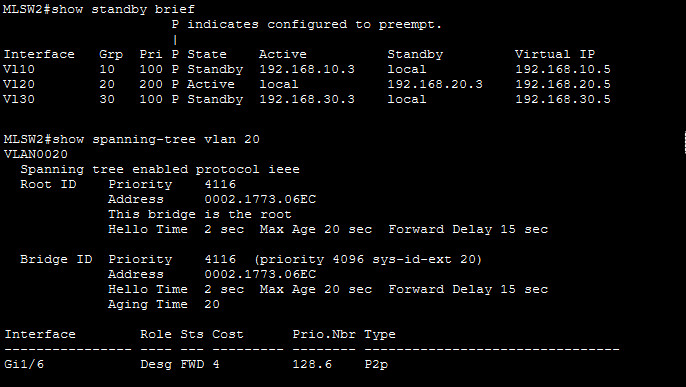 MLSW2#show standby brief
P indicates configured to preempt.
|
Interface Grp Pri P State Active Standby Virtual IP
Vl10 10 100 P Standby 192.168.10.3 local 192.168.10.5
Vl20 20 200 P Active local 192.168.20.3 192.168.20.5
Vl30 30 100 P Standby 192.168.30.3 local 192.168.30.5
MLSW2#show spanning-tree vlan 20
VLAN0020
Spanning tree enabled protocol ieee
Root ID Priority 4116
Address 0002.1773.06EC
This bridge is the root
Hello Time 2 sec Max Age 20 sec Forward Delay 15 sec
Bridge ID Priority 4116 (priority 4096 sys-id-ext 20)
Address 0002.1773.06EC
Hello Time 2 sec Max Age 20 sec Forward Delay 15 sec
Aging Time 20
Interface Role Sts Cost Prio.Nbr Type
---------------- ---- --- --------- -------- --------------------------------
Gi1/6 Desg FWD 4 128.6 P2p